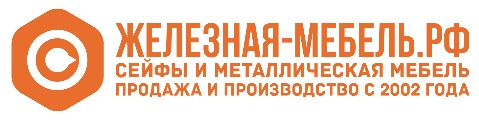 ЖЕЛЕЗНАЯ-МЕБЕЛЬ.РФ
СЕЙФЫ И МЕТАЛЛИЧЕСКАЯ МЕБЕЛЬ
ПРОДАЖА И ПРОИЗВОДСТВО С 2002 ГОДА